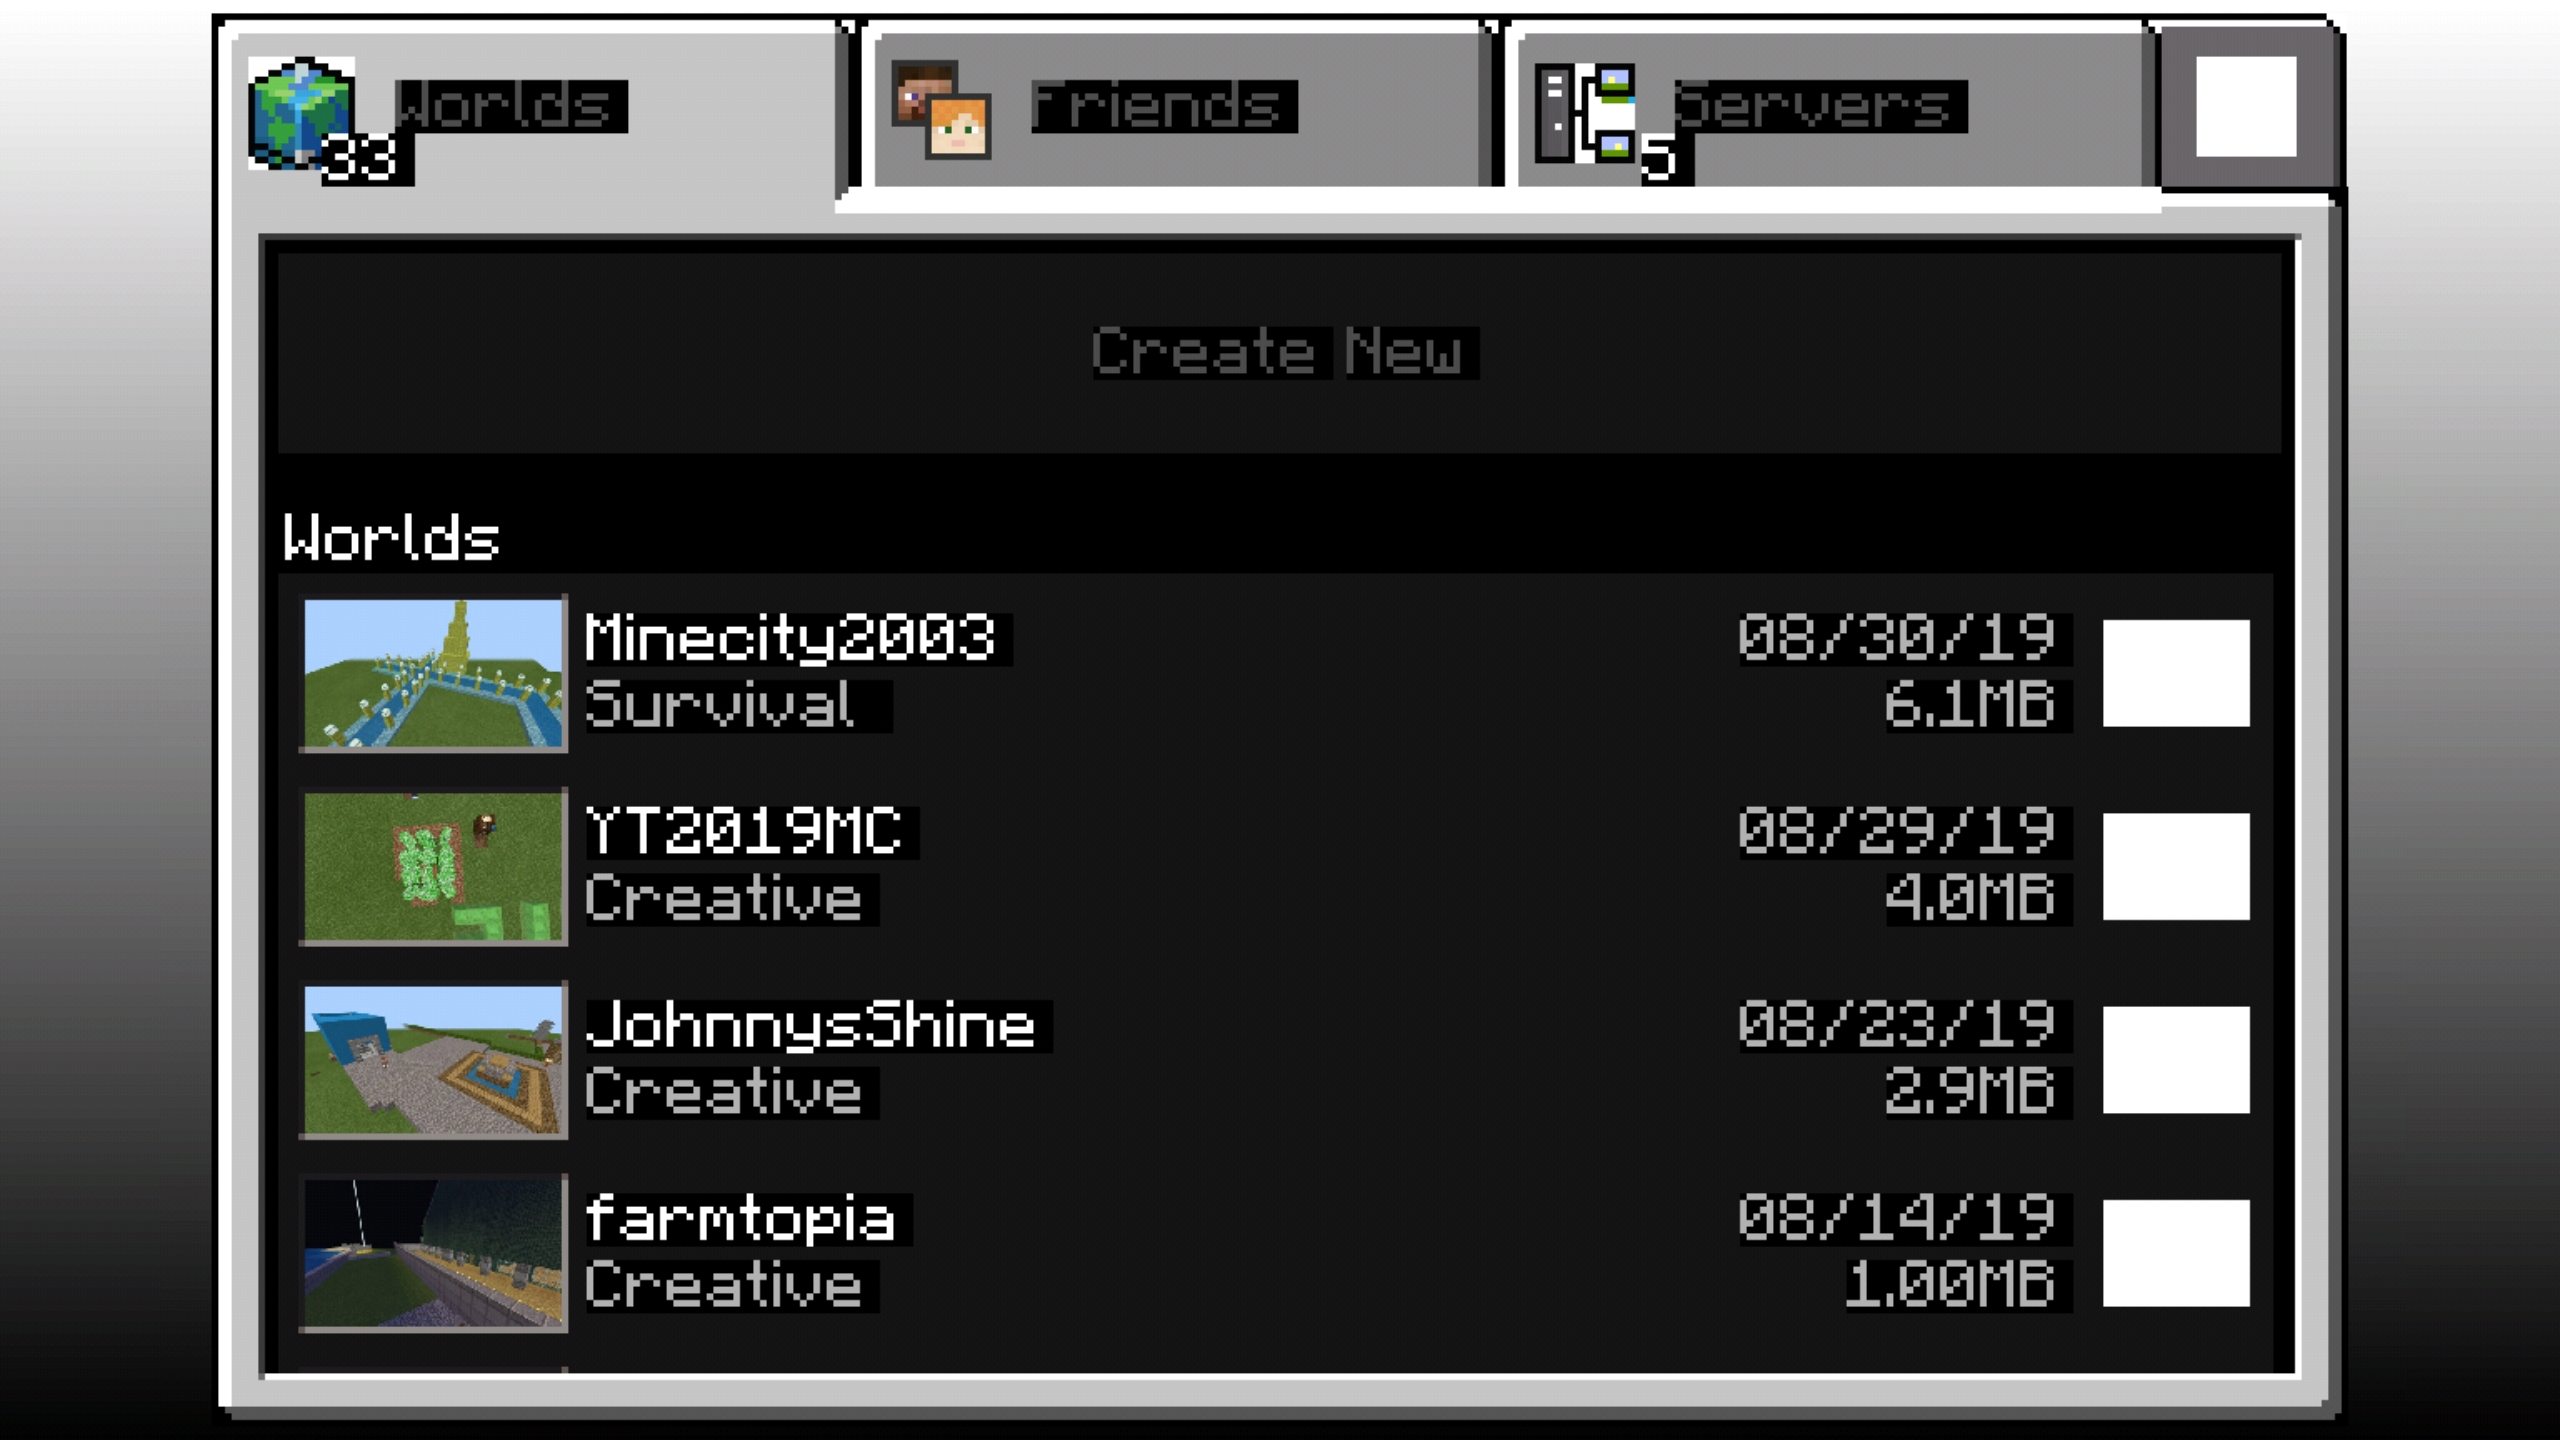 Worlds
33
Friends
Servers
5
Create New
Worlds
Minecity2003
08/30/19
Survival
6.1MB
YT2019MC
08/29/19
Creative
4.0MB
JohnnysShine
08/23/19
Creative
2.9MB
farmtopia
08/14/19
Creative
1.00MB